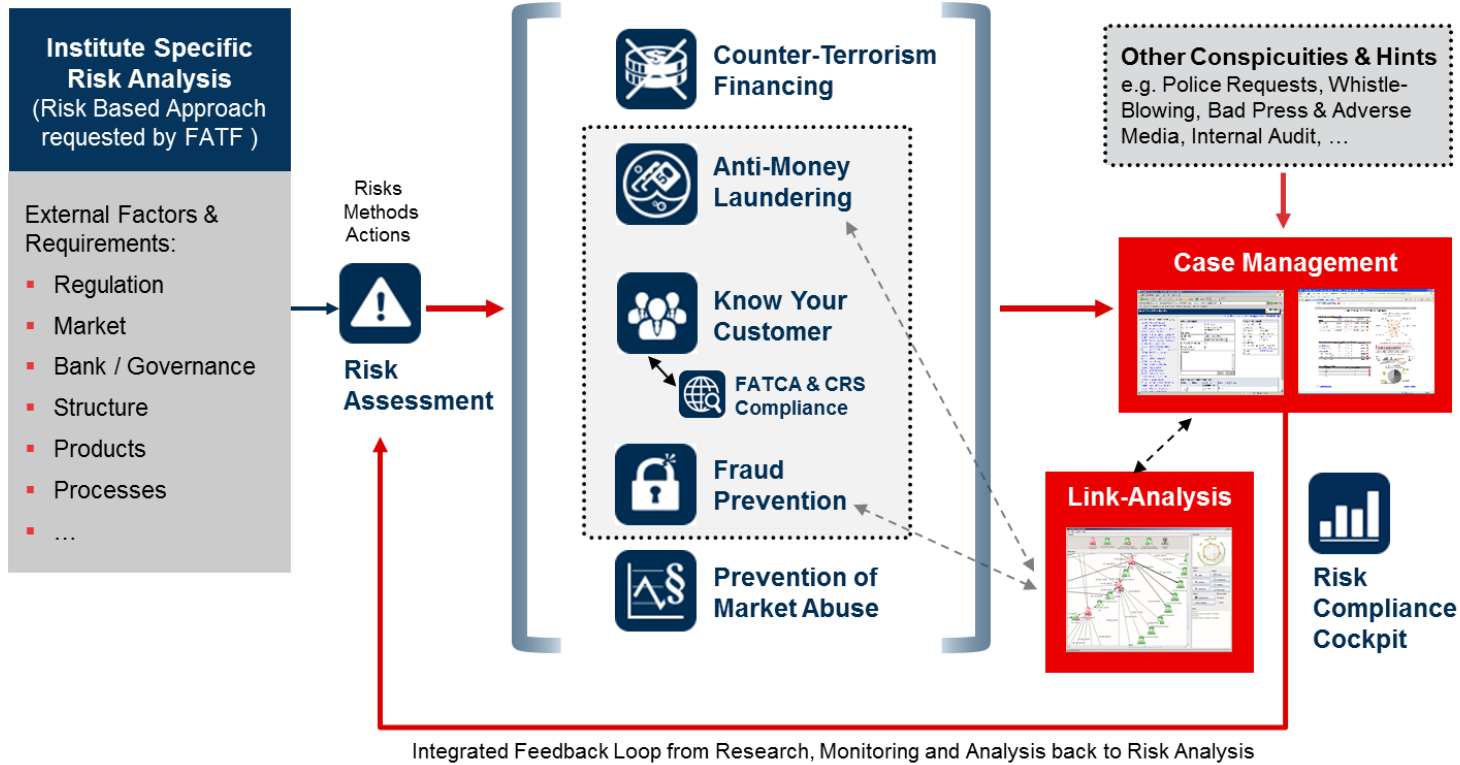 Institute Specific
Risk Analysis
(Risk Based Approach
requested by FATF )
External Factors &
Requirements:
▪ Regulation
▪ Market
▪ Bank / Governance
▪ Structure
▪ Products
▪ Processes
▪ …
Risks
Methods
Actions
Risk
Assessment
Counter-Terrorism
Financing
Anti-Money
Laundering
Know Your
Customer
FATCA & CRS
Compliance
Fraud
Prevention
Prevention of
Market Abuse
Other Conspicuities & Hints
e.g. Police Requests, Whistle-
Blowing, Bad Press & Adverse
Media, Internal Audit, …
Case Management
Link-Analysis
Risk
Compliance
Cockpit
Integrated Feedback Loop from Research, Monitoring and Analysis back to Risk Analysis